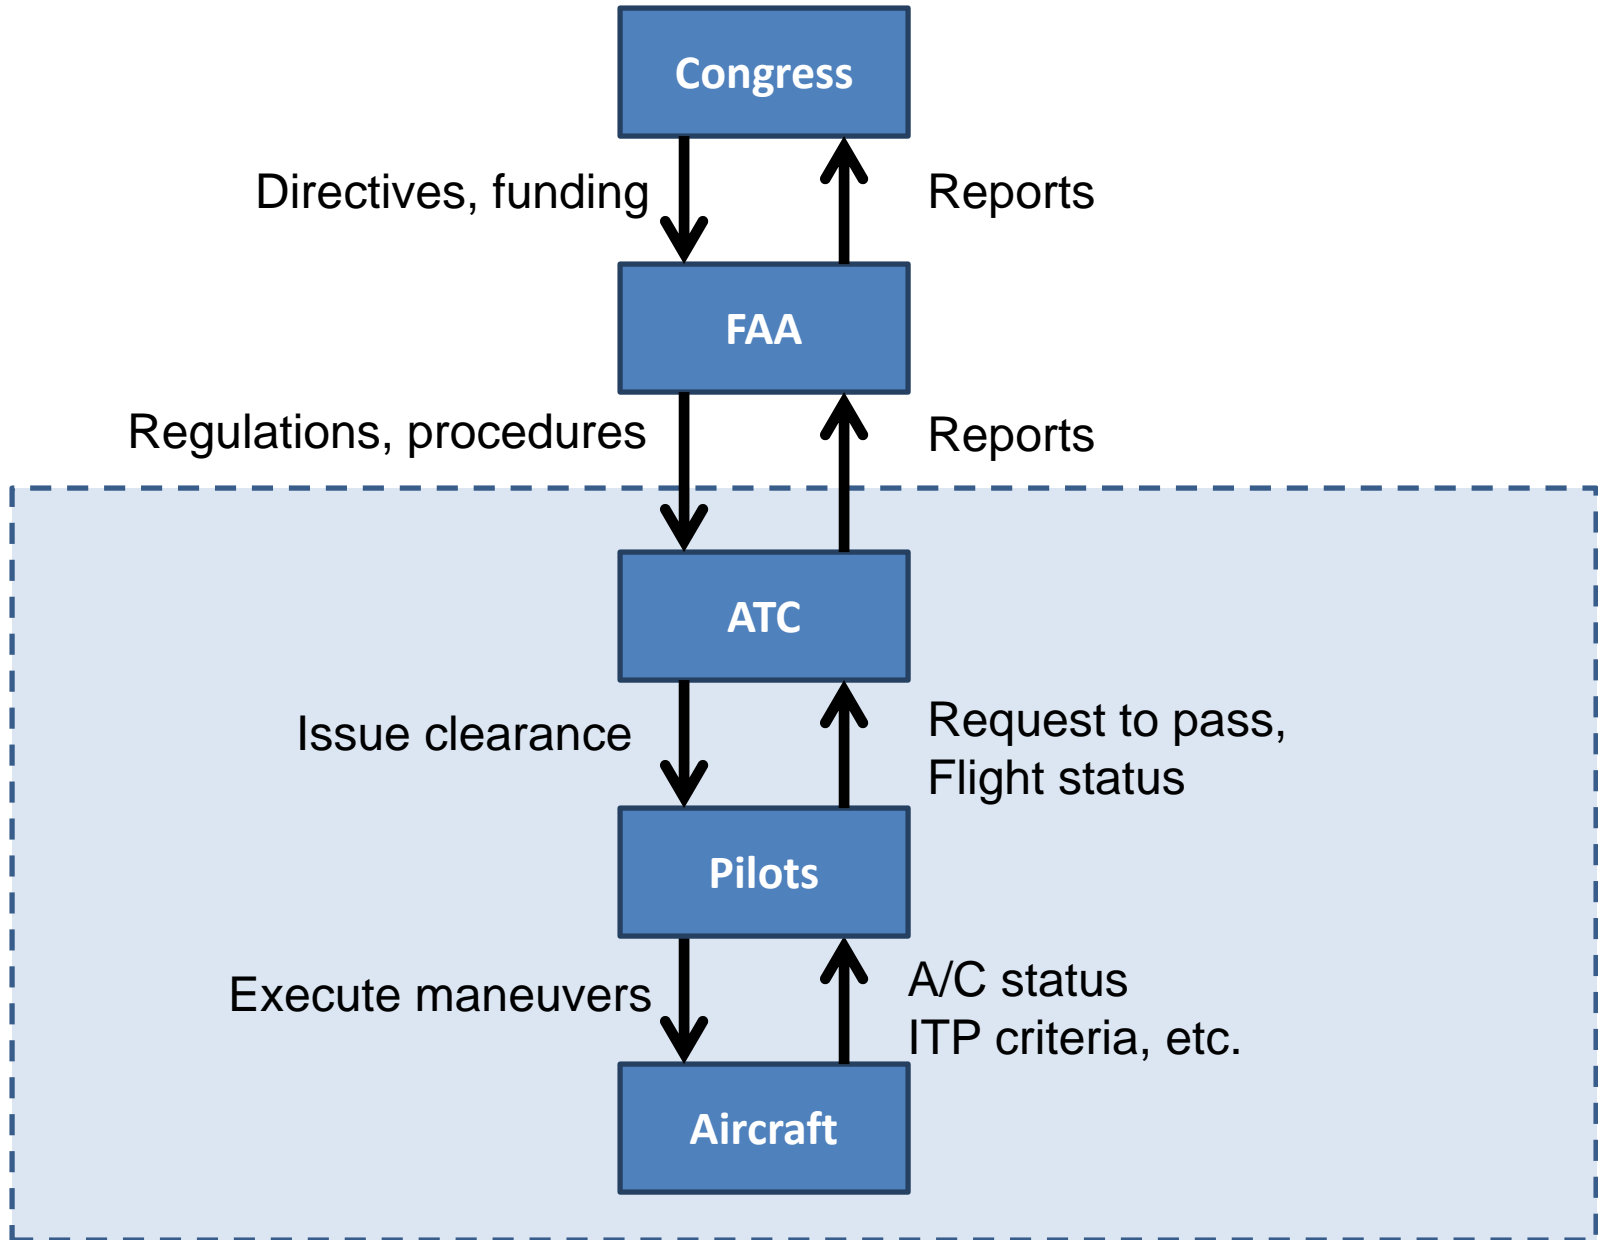 Congress
Directives, funding
Reports
FAA
Regulations, procedures
Reports
ATC
Issue clearance
Request to pass,
Flight status
Pilots
Execute maneuvers
A/C status
ITP criteria, etc.
Aircraft